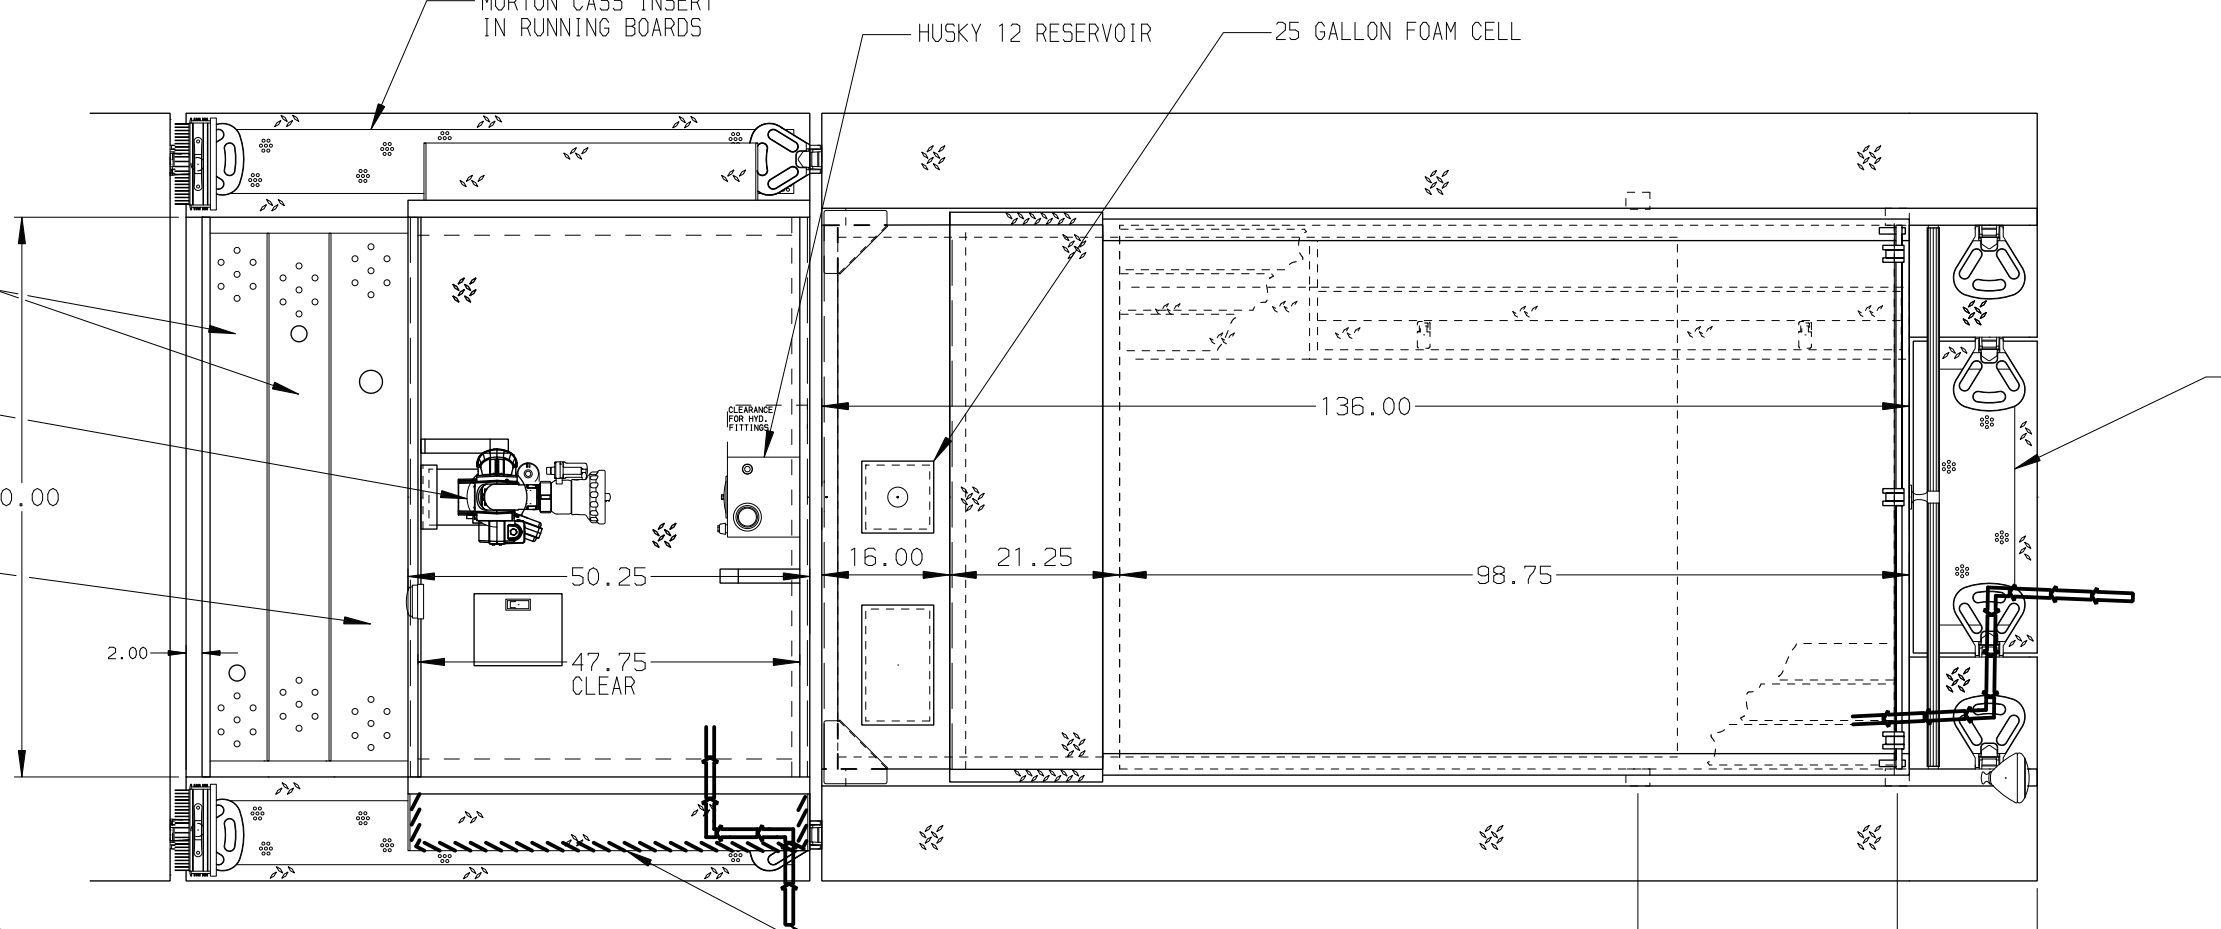 MORTON CASS INSERT
IN RUNNING BOARDS
HUSKY 12 RESERVOIR
25 GALLON FOAM CELL
136.00
CLEARANCE
FOR HYD.
FITTINGS
0.00
50.25
16.00
21.25
98.75
2.00
47.75
CLEAR